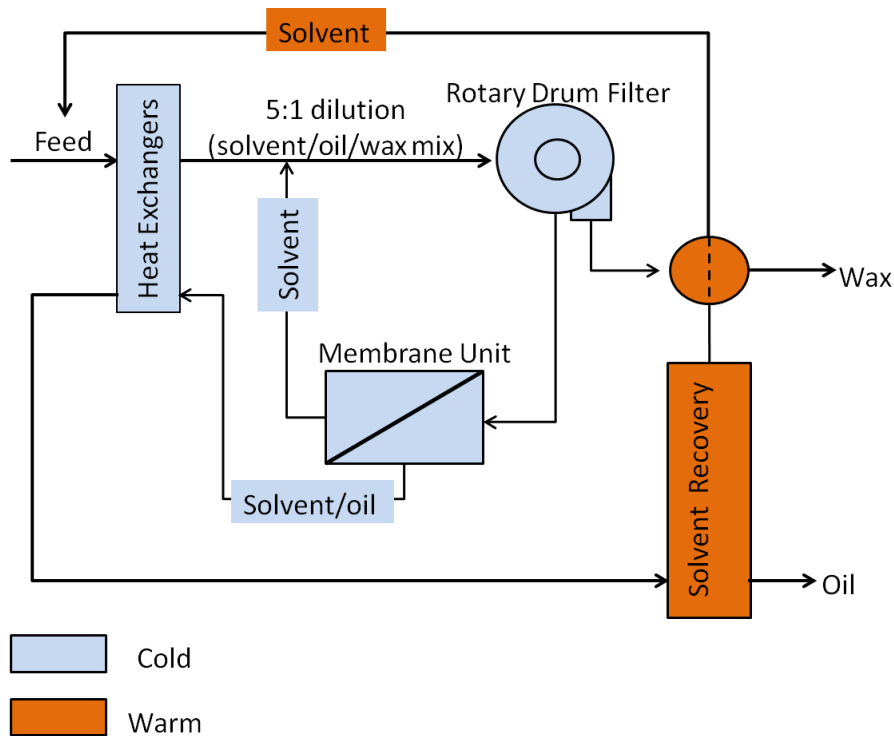 Solvent
Rotary Drum Filter
5:1 dilution
(solvent/oil/wax mix)
Feed
Heat Exchangers
Solvent
Wax
Membrane Unit
Solvent/oil
Solvent Recovery
Oil
Cold
Warm